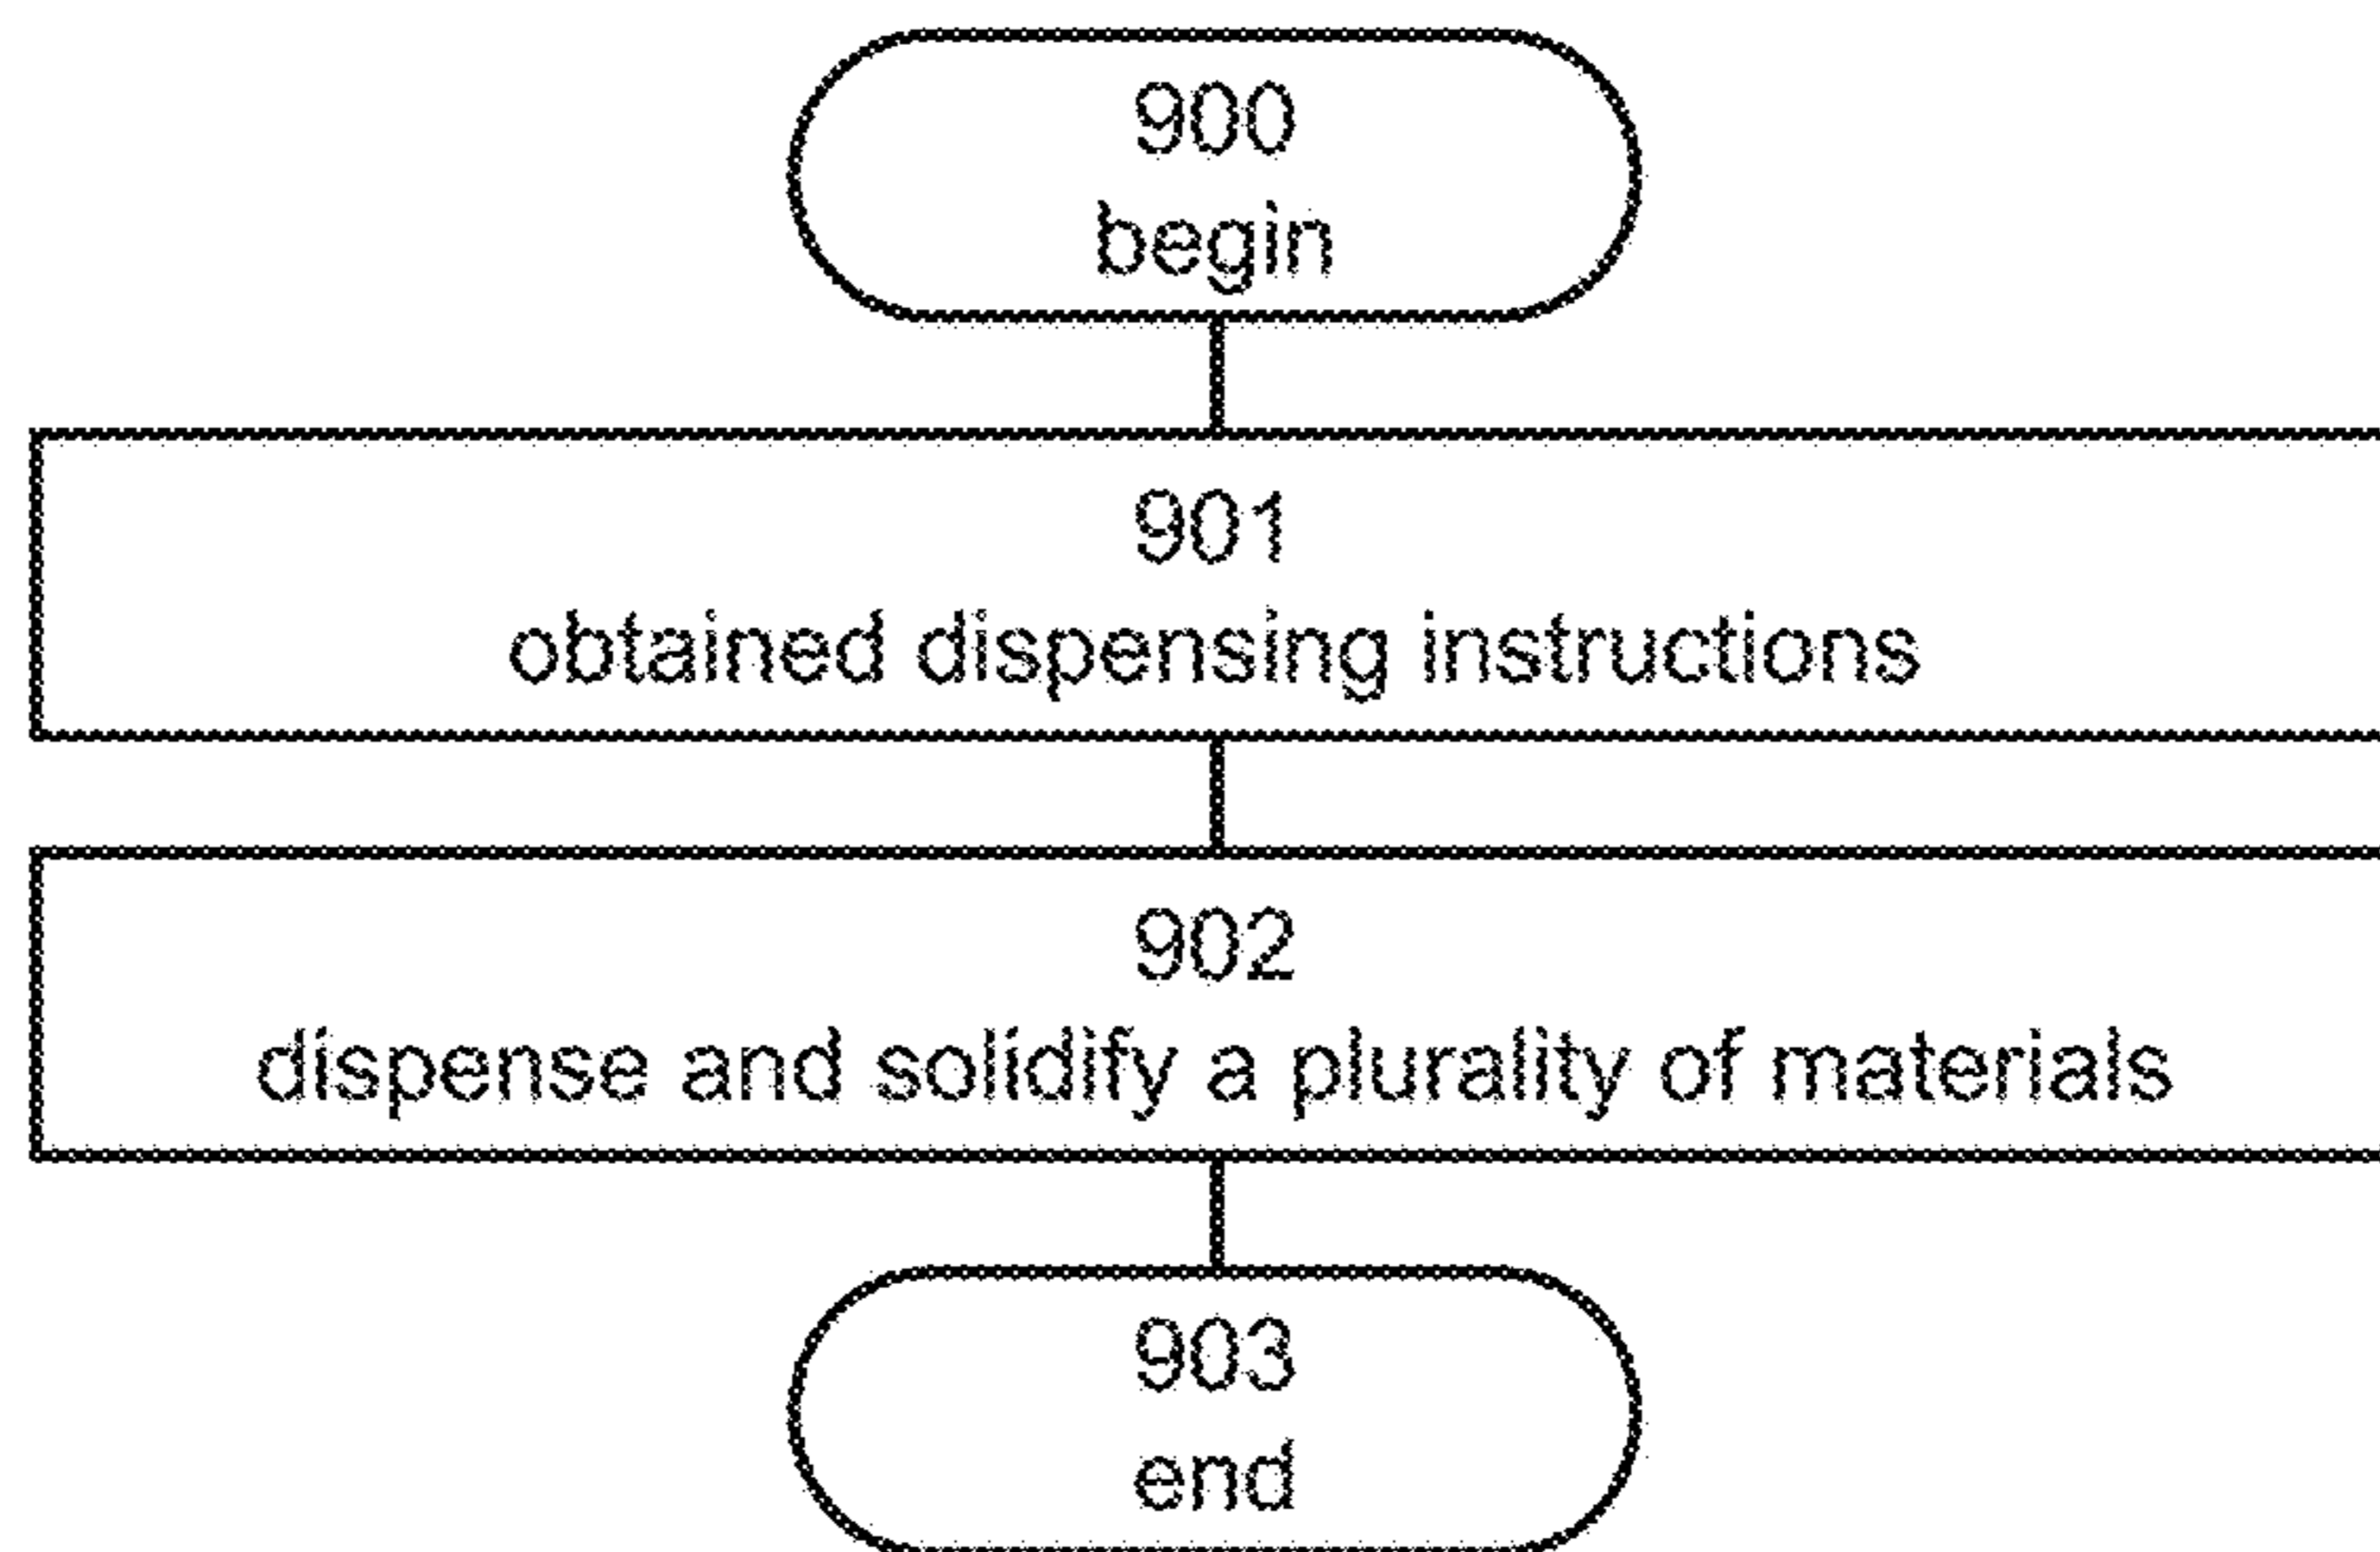 900
begin
901
obtained dispensing instructions
902
dispense and solidify a plurality of materials
903
end